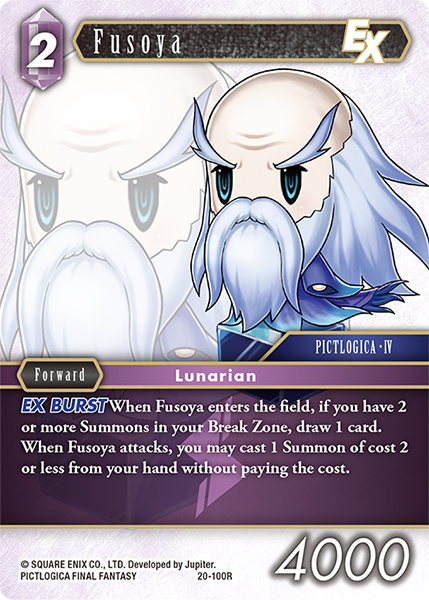 2
Fusoya
EX
PICTLOGICA · IV
Forward
Lunarian
EX BURST When Fusoya enters the field, if you have 2
or more Summons in your Break Zone, draw 1 card.
When Fusoya attacks, you may cast 1 Summon of cost 2
or less from your hand without paying the cost.
© SQUARE ENIX CO., LTD. Developed by Jupiter.
PICTLOGICA FINAL FANTASY
20-100R
4000